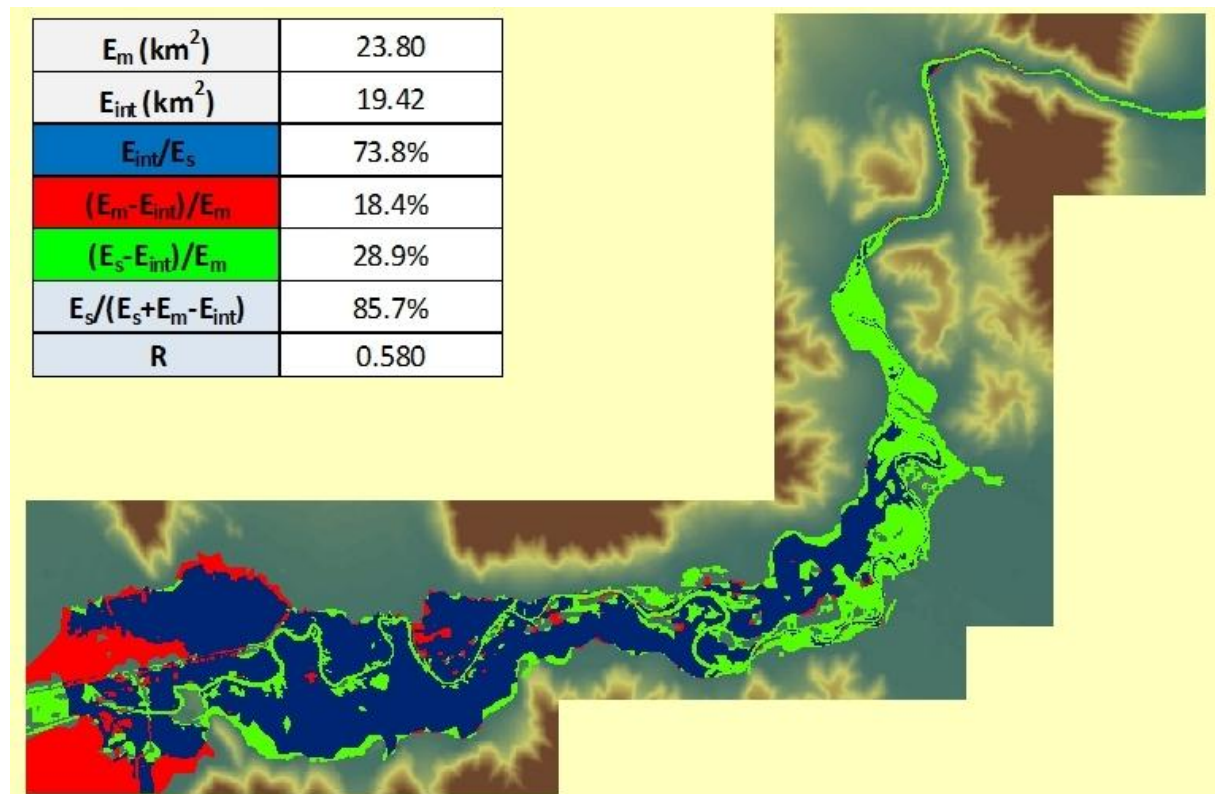 Em (km2) 23.80
Eint (km2) 19.42
Eint/Es 73.8%
(Em-Eint)/Em 18.4%
(Es-Eint)/Em 28.9%
Es/(Es+Em-Eint) 85.7%
R 0.580